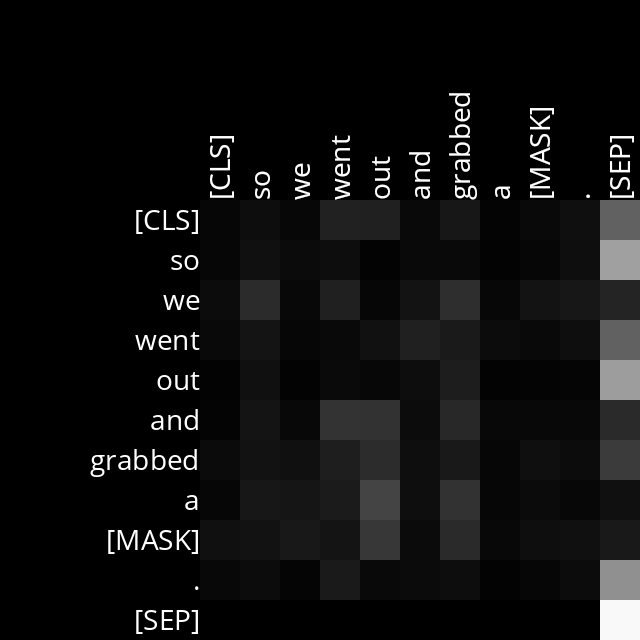 [CLS] so we went out and grabbed a [MASK] . [SEP]
[CLS]
so
we
went
out
and
grabbed
a
[MASK]
.
[SEP]